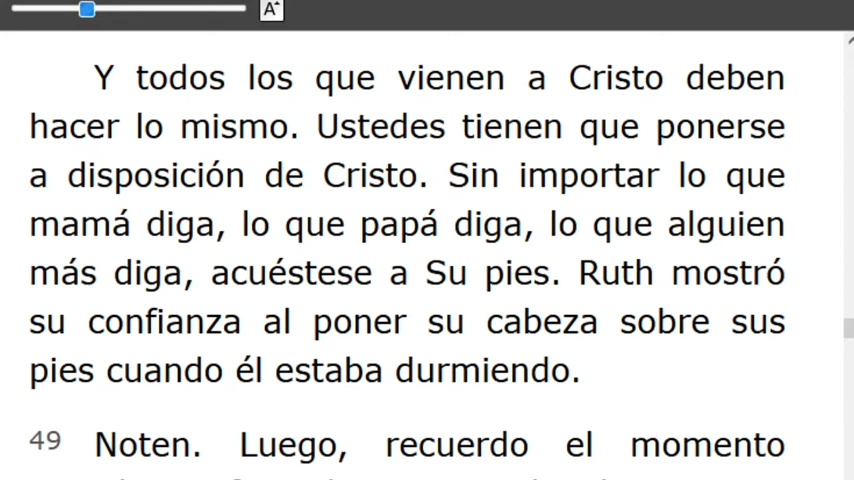 A
Y todos los que vienen a Cristo deben
hacer lo mismo. Ustedes tienen que ponerse
a disposición de Cristo. Sin importar lo que
mamá diga, lo que papá diga, lo que alguien
más diga, acuéstese a Su pies. Ruth mostró
su confianza al poner su cabeza sobre sus
pies cuando él estaba durmiendo.
49 Noten. Luego, recuerdo el momento